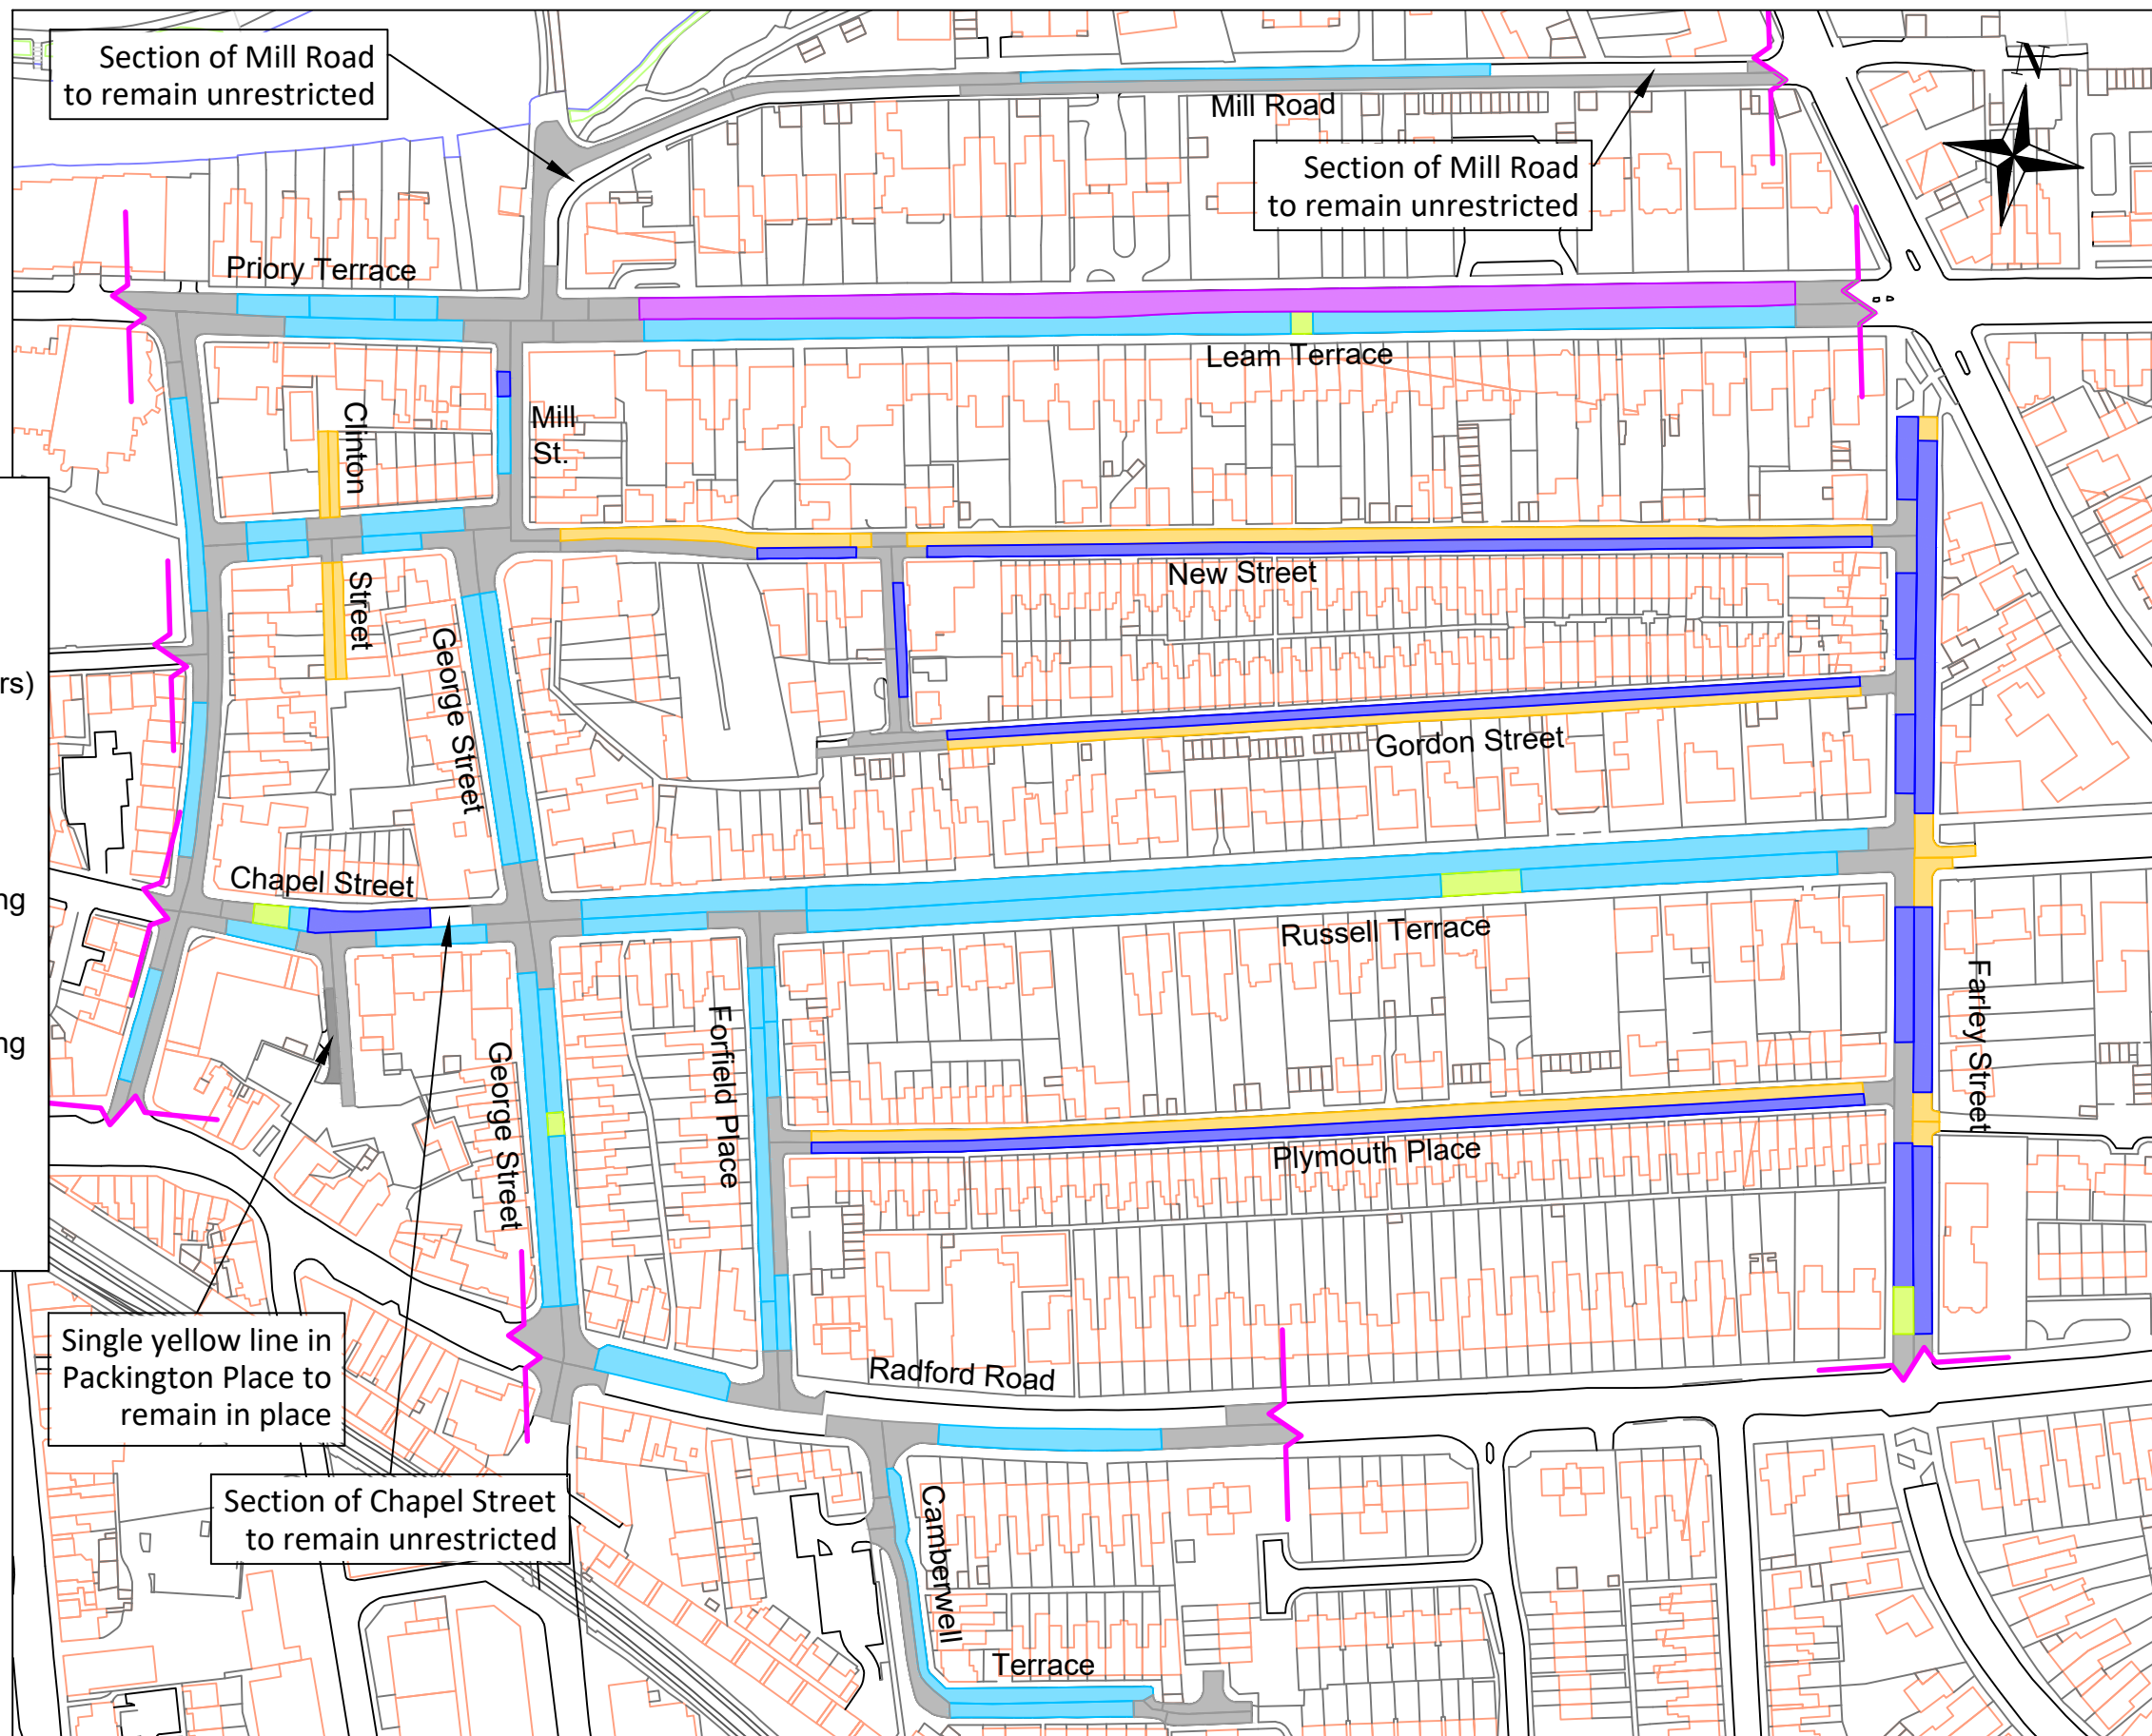 Section of Mill Road
to remain unrestricted
N
Mill Road
Section of Mill Road
to remain unrestricted
Priory Terrace
Leam Terrace
Clinton
Street
Mill
St.
New Street
George Street
rs)
Gordon Street
Chapel Street
ng
Russell Terrace
Farley Street
Forfield Place
George Street
ng
Plymouth Place
Single yellow line in
Packington Place to
remain in place
Radford Road
Section of Chapel Street
to remain unrestricted
Camberwell
Terrace